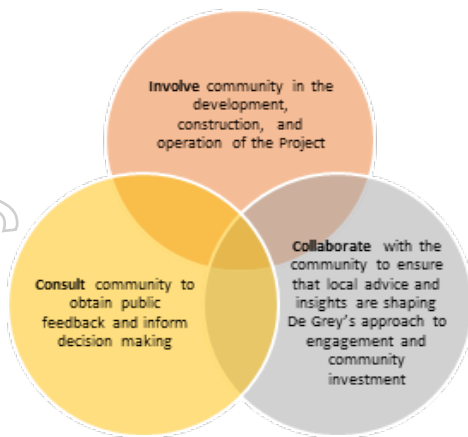 Involve community in the
development,
construction, and
operation of the Project
Consult community to
obtain public
feedback and inform
decision making
Collaborate with the
community to ensure
that local advice and
insights are shaping
De Grey's approach to
engagement and
community
investment